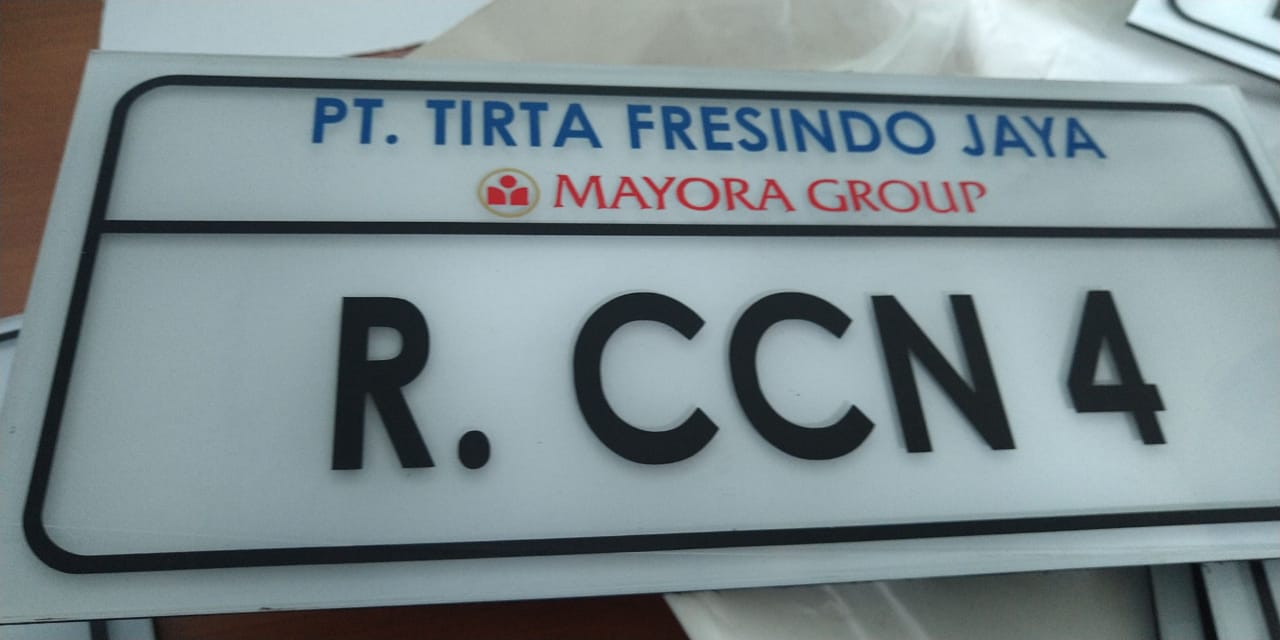 PT. TIRTA FRESINDO JAYA
MAYORA GROUP
R. CCN 4